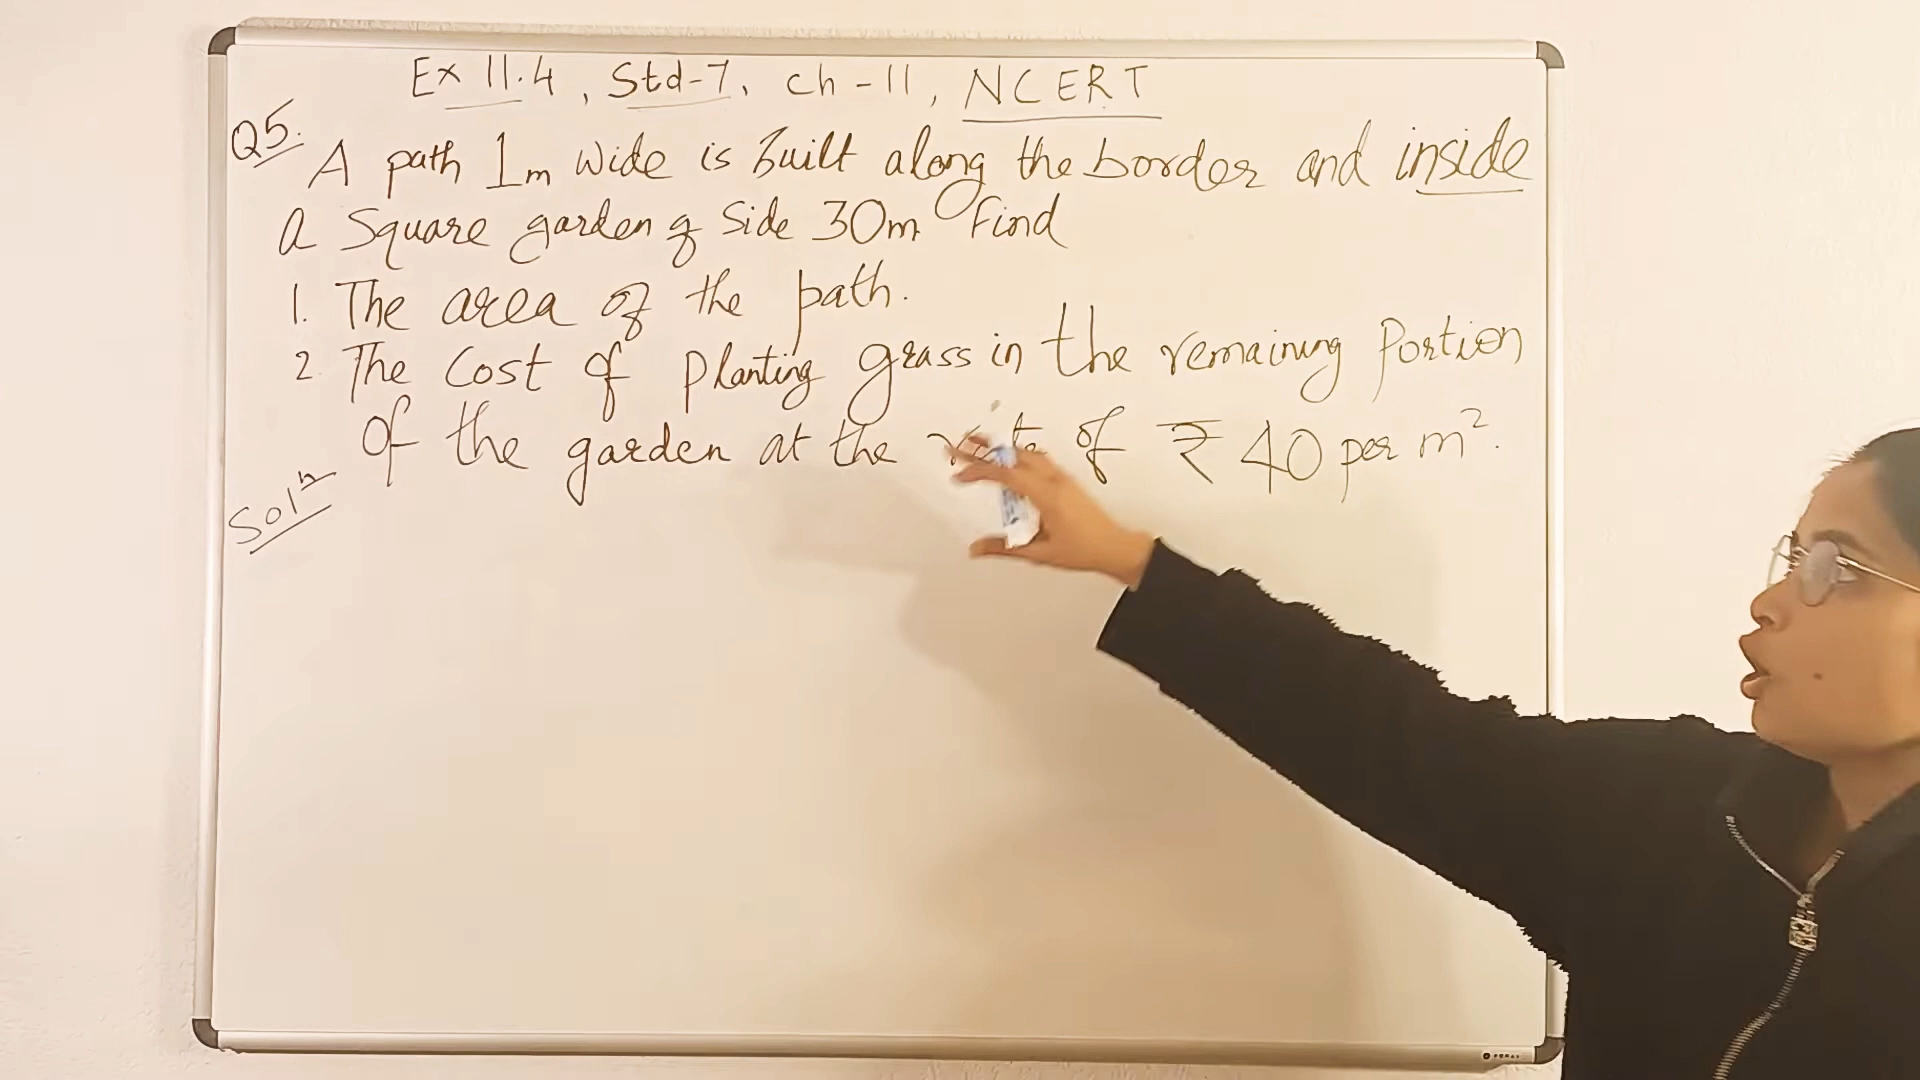 Ex 11.4, Std-7, Ch-11, NCERT
Q5. A path 1m wide is built along the border and inside
a square garden of side 30m Find
1. The area of the path.
2. The cost of planting grass in the remaining portion
of the garden at the rate of ₹ 40 per m².
Solⁿ